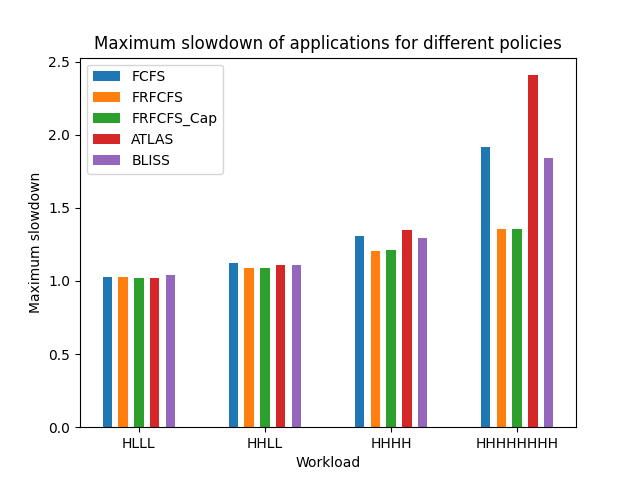 Maximum slowdown of applications for different policies
FCFS
FRFCFS
FRFCFS_Cap
ATLAS
BLISS
Maximum slowdown
2.5
2.0
1.5
1.0
0.5
0.0
HLLL
HHLL
HHHH
HHHHHHHH
Workload